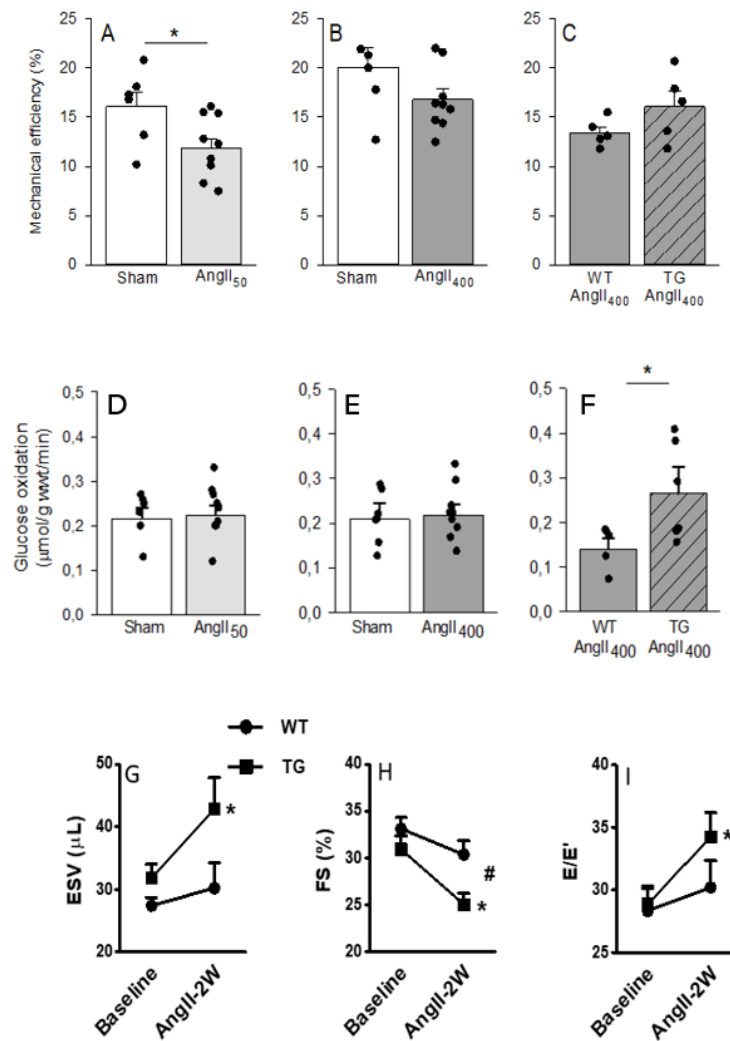 A
*
Mechanical efficiency (%)
25
20
15
10
5
0
Sham
AngII50
B
25
20
15
10
5
0
Sham
AngII400
C
25
20
15
10
5
0
WT
AngII400
TG
AngII400
D
Glucose oxidation
(µmol/g wwt/min)
0,5
0,4
0,3
0,2
0,1
0,0
Sham
AngII50
E
0,5
0,4
0,3
0,2
0,1
0,0
Sham
AngII400
F
*
0,5
0,4
0,3
0,2
0,1
0,0
WT
AngII400
TG
AngII400
WT
TG
G
ESV (µL)
50
40
30
20
*
Baseline
AngII-2W
H
FS (%)
40
35
30
25
20
#
*
Baseline
AngII-2W
I
E/E'
40
35
30
25
*
Baseline
AngII-2W